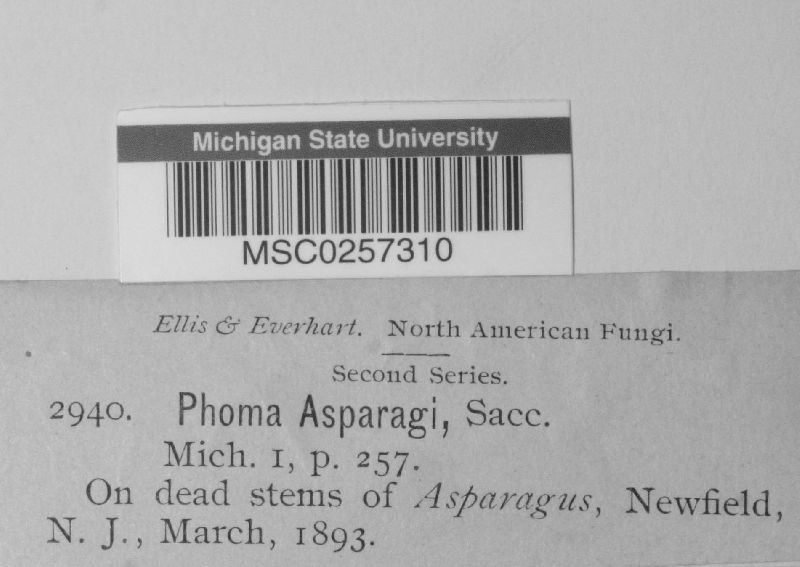 Michigan State University
MSC0257310
Ellis & Everhart. North American Fungi.
Second Series.
2940. Phoma Asparagi, Sacc.
Mich. 1, p. 257.
On dead stems of Asparagus, Newfield,
N. J., March, 1893.